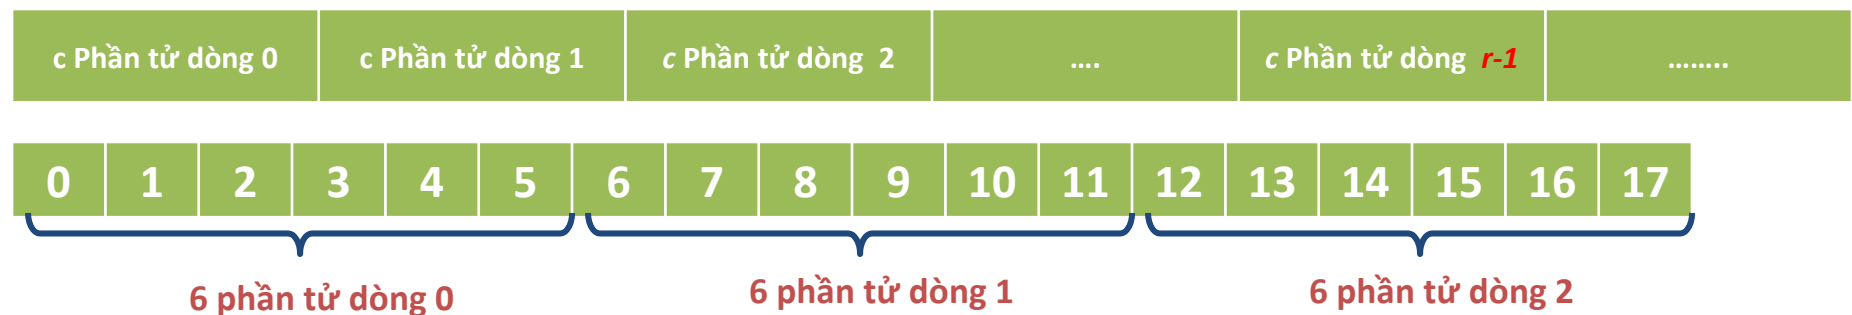 c Phần tử dòng 0 c Phần tử dòng 1 c Phần tử dòng 2 .... c Phần tử dòng r-1 ........
0 1 2 3 4 5 6 7 8 9 10 11 12 13 14 15 16 17
6 phần tử dòng 0 6 phần tử dòng 1 6 phần tử dòng 2